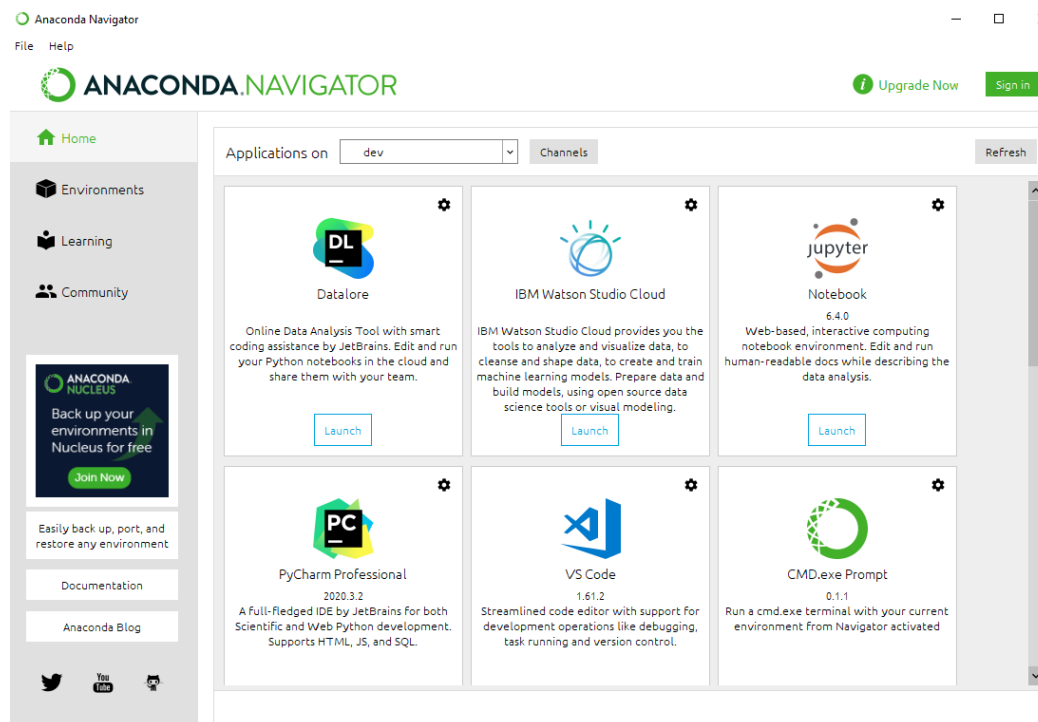 Anaconda Navigator
File Help
ANACONDA.NAVIGATOR
i Upgrade Now
Sign in
Home
Environments
Learning
Community
ANACONDA.
NUCLEUS
Back up your
environments in
Nucleus for free
Join Now
Easily back up, port, and
restore any environment
Documentation
Anaconda Blog
You
Tube
Applications on dev Channels Refresh
DL
Datalore
Online Data Analysis Tool with smart
coding assistance by JetBrains. Edit and run
your Python notebooks in the cloud and
share them with your team.
Launch
IBM Watson Studio Cloud
IBM Watson Studio Cloud provides you the
tools to analyze and visualize data, to
cleanse and shape data, to create and train
machine learning models. Prepare data and
build models, using open source data
science tools or visual modeling.
Launch
jupyter
Notebook
6.4.0
Web-based, interactive computing
notebook environment. Edit and run
human-readable docs while describing the
data analysis.
Launch
PC
PyCharm Professional
2020.3.2
A full-fledged IDE by JetBrains for both
Scientific and Web Python development.
Supports HTML, JS, and SQL.
VS Code
1.61.2
Streamlined code editor with support for
development operations like debugging,
task running and version control.
CMD.exe Prompt
0.1.1
Run a cmd.exe terminal with your current
environment from Navigator activated